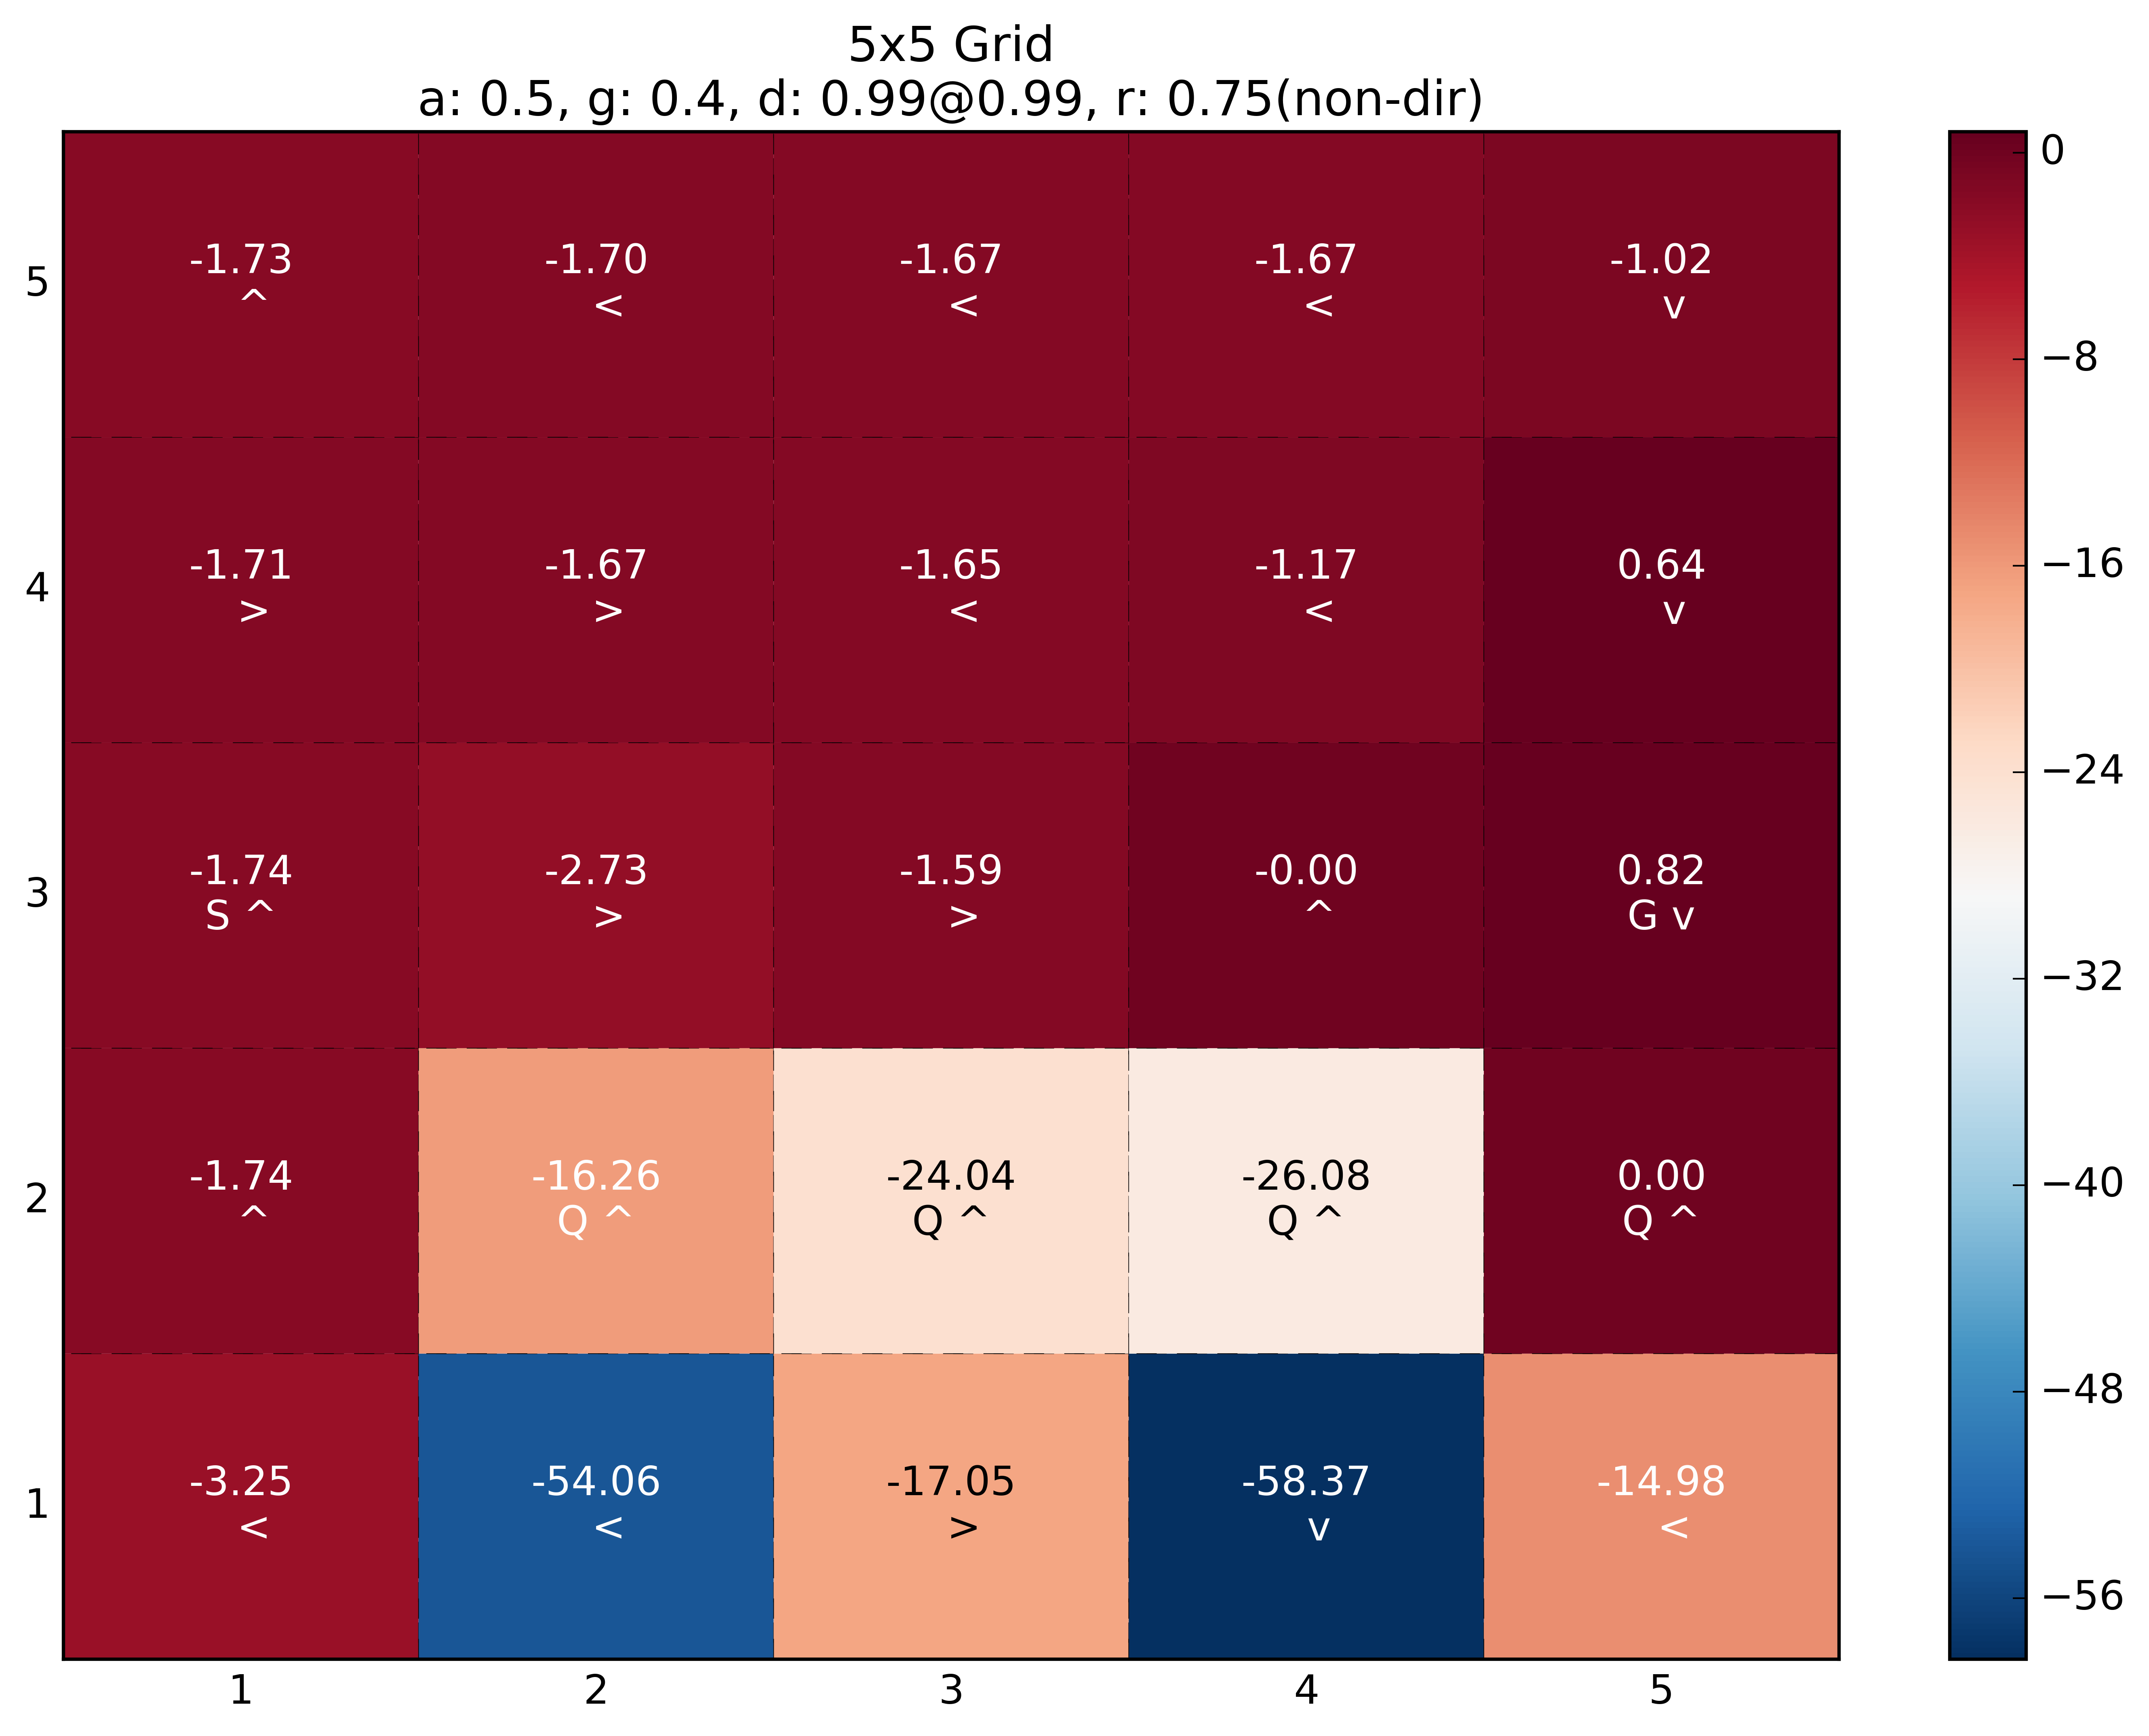 5x5 Grid
a: 0.5, g: 0.4, d: 0.99@0.99, r: 0.75(non-dir)
0
5 -1.73 -1.70 -1.67 -1.67 -1.02
^ < < < v
−8
4 -1.71 -1.67 -1.65 -1.17 0.64
> > < < v
−16
−24
3 -1.74 -2.73 -1.59 -0.00 0.82
S ^ > > ^ G v
−32
2 -1.74 -16.26 -24.04 -26.08 0.00
^ Q ^ Q ^ Q ^ Q ^
−40
−48
1 -3.25 -54.06 -17.05 -58.37 -14.98
< < > v <
−56
1 2 3 4 5